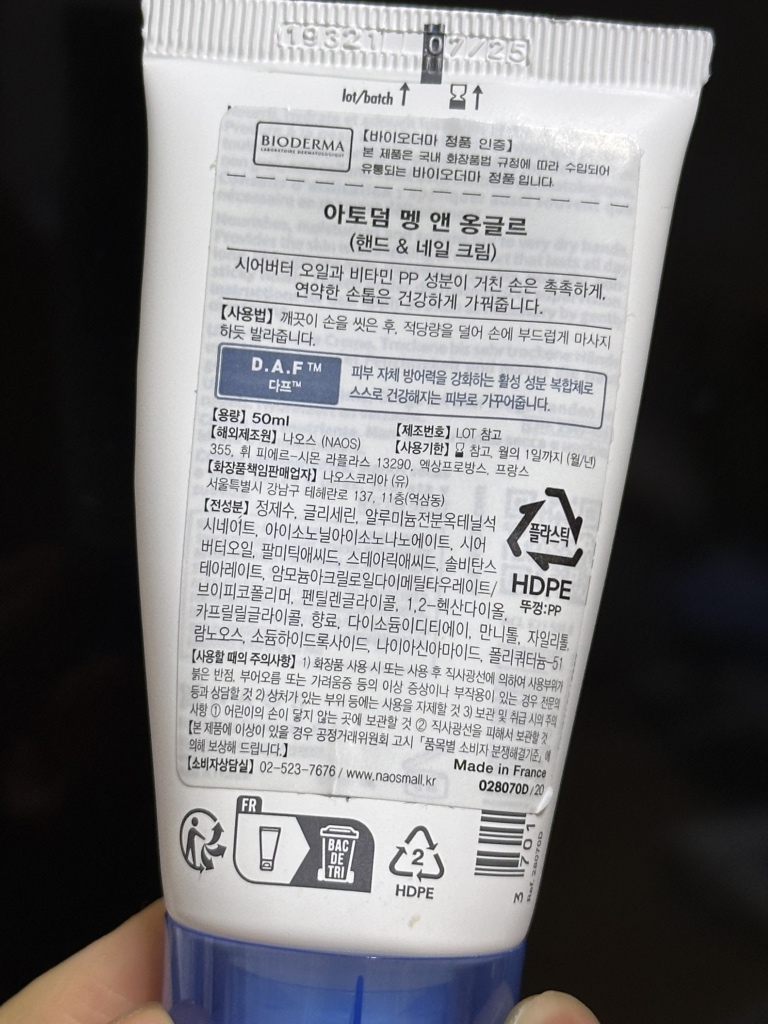 19321 07/25
lot/batch
BIODERMA
LABORATOIRE DERMATOLOGIQUE
【바이오더마 정품 인증】
본 제품은 국내 화장품법 규정에 따라 수입되어
유통되는 바이오더마 정품 입니다.
아토덤 멩 앤 옹글르
(핸드 & 네일 크림)
시어버터 오일과 비타민 PP 성분이 거친 손은 촉촉하게,
연약한 손톱은 건강하게 가꿔줍니다.
【사용법】 깨끗이 손을 씻은 후, 적당량을 덜어 손에 부드럽게 마사지
하듯 발라줍니다.
D.A.F™
다프™
피부 자체 방어력을 강화하는 활성 성분 복합체로
스스로 건강해지는 피부로 가꾸어줍니다.
【용량】 50ml 【제조번호】 LOT 참고
【해외제조원】 나오스 (NAOS) 【사용기한】 참고, 월의 1일까지 (월/년)
355, 휘 피에르-시몬 라플라스 13290, 엑상프로방스, 프랑스
【화장품책임판매업자】 나오스코리아 (유)
서울특별시 강남구 테헤란로 137, 11층(역삼동)
【전성분】 정제수, 글리세린, 알루미늄전분옥테닐석
시네이트, 아이소노닐아이소노나노에이트, 시어
버터오일, 팔미틱애씨드, 스테아릭애씨드, 솔비탄스
테아레이트, 암모늄아크릴로일다이메틸타우레이트/
브이피코폴리머, 펜틸렌글라이콜, 1,2-헥산다이올,
카프릴릴글라이콜, 향료, 다이소듐이디티에이, 만니톨, 자일리톨,
람노오스, 소듐하이드록사이드, 나이아신아마이드, 폴리쿼터늄-51
플라스틱
HDPE
뚜껑:PP
【사용할 때의 주의사항】 1) 화장품 사용 시 또는 사용 후 직사광선에 의하여 사용부위가
붉은 반점, 부어오름 또는 가려움증 등의 이상 증상이나 부작용이 있는 경우 전문의
등과 상담할 것 2) 상처가 있는 부위 등에는 사용을 자제할 것 3) 보관 및 취급 시의 주의
사항 ① 어린이의 손이 닿지 않는 곳에 보관할 것 ② 직사광선을 피해서 보관할 것
【본 제품에 이상이 있을 경우 공정거래위원회 고시 「품목별 소비자 분쟁해결기준」에
의해 보상해 드립니다.】
Made in France
【소비자상담실】 02-523-7676 / www.naosmall.kr
028070D/20
FR
BAC
DE
TRI
2
HDPE
3 701
Ref. 28070D